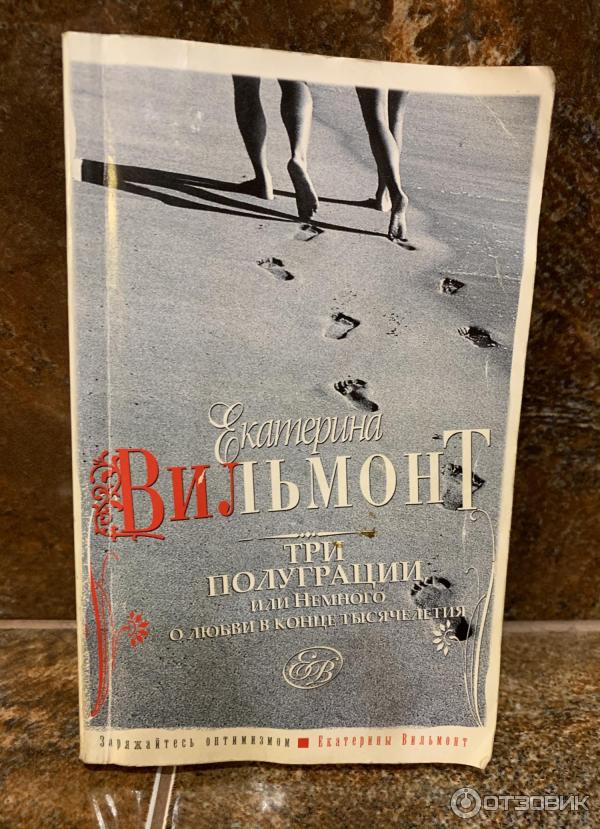 Екатерина
Вильмонт
ТРИ
ПОЛУГРАЦИИ,
или Немного
о любви в конце тысячелетия
ЕВ
Заряжайтесь оптимизмом ■ Екатерины Вильмонт
ОТЗОВИК